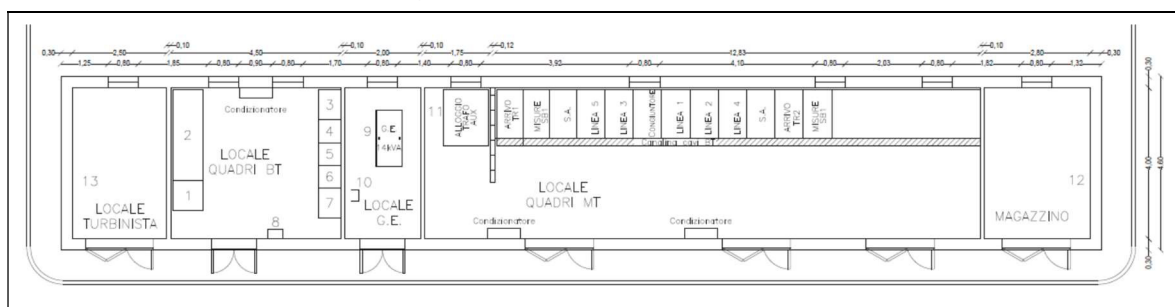 0,10 0,10 0,10 0,12 0,10
0,30 2,50 4,50 2,00 1,75 12,83 2,80 0,30
1,25 0,80 1,85 0,80 0,90 0,80 1,70 0,80 1,40 0,80 3,90 0,80 4,10 0,80 2,03 0,80 1,82 0,80 1,32
0,30
4,00
4,60
0,30
Condizionatore
2
1
3
4
5
6
7
8
LOCALE
QUADRI BT
13
LOCALE
TURBINISTA
9
G.E
14kVA
10
LOCALE
G.E.
11
ALLOGGIO
TRAFO
AUX
ARRIVO
TR1
MISURE
SB1
S.A.
LINEA 5
LINEA 3
CONGIUNTORE
LINEA 1
LINEA 2
LINEA 4
S.A.
ARRIVO
TR2
MISURE
SB1
Canalina cavi
LOCALE
QUADRI MT
Condizionatore
Condizionatore
12
MAGAZZINO